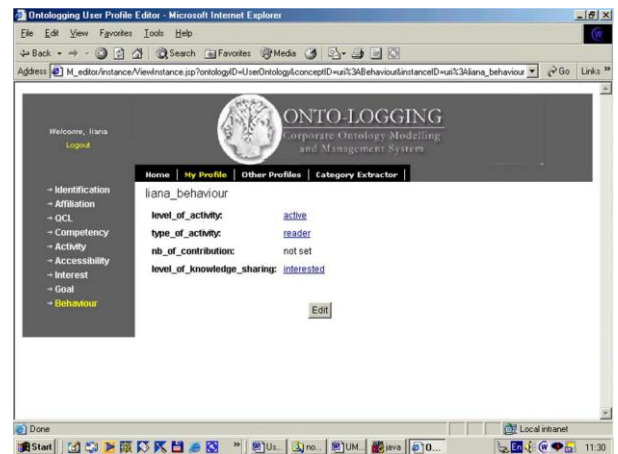 Ontologging User Profile Editor - Microsoft Internet Explorer
File Edit View Favorites Tools Help
Back Search Favorites Media
Address M_editor/instance/ViewInstance.jsp?ontologyID=UserOntology&conceptID=uri%3ABehaviour&instanceID=uri%3Aliana_behaviour Go Links »
Welcome, liana
Logout
ONTO-LOGGING
Corporate Ontology Modelling
and Management System
Home | My Profile | Other Profiles | Category Extractor |
→ Identification
→ Affiliation
→ QCL
→ Competency
→ Activity
→ Accessibility
→ Interest
→ Goal
→ Behaviour
liana_behaviour
level_of_activity: active
type_of_activity: reader
nb_of_contribution: not set
level_of_knowledge_sharing: interested
Edit
Done Local intranet
Start » Us... no... UM... java O... 11:30